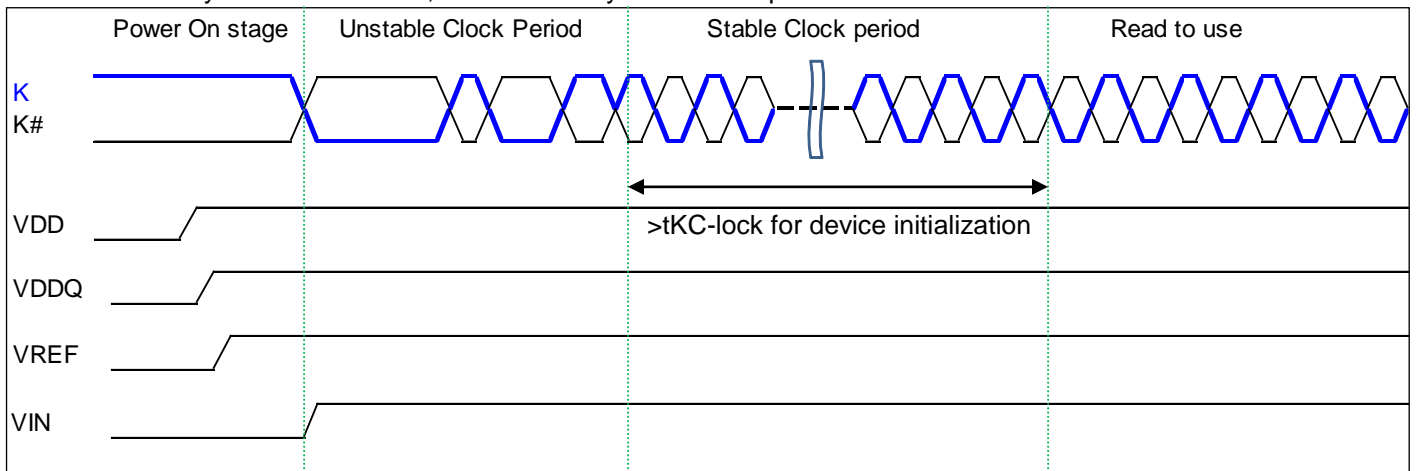 Power On stage
Unstable Clock Period
Stable Clock period
Read to use
K
K#
VDD
>tKC-lock for device initialization
VDDQ
VREF
VIN